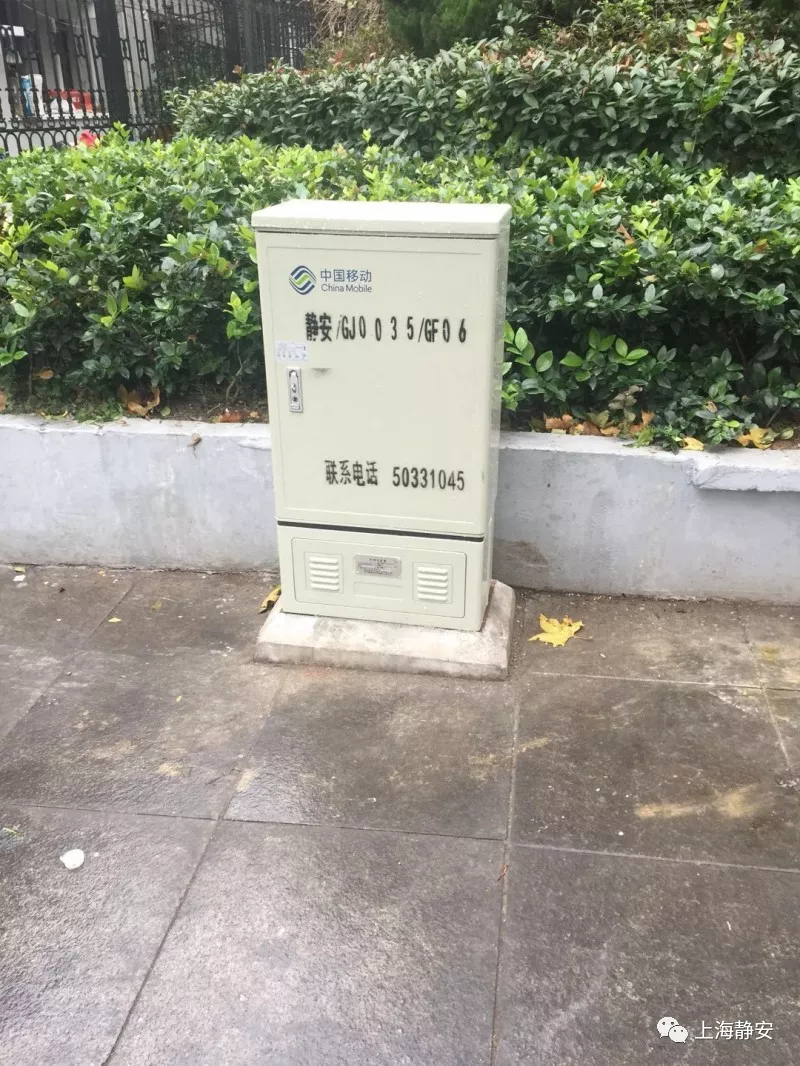 中国移动
China Mobile
静安/GJ0035/GF06
联系电话 50331045
上海静安